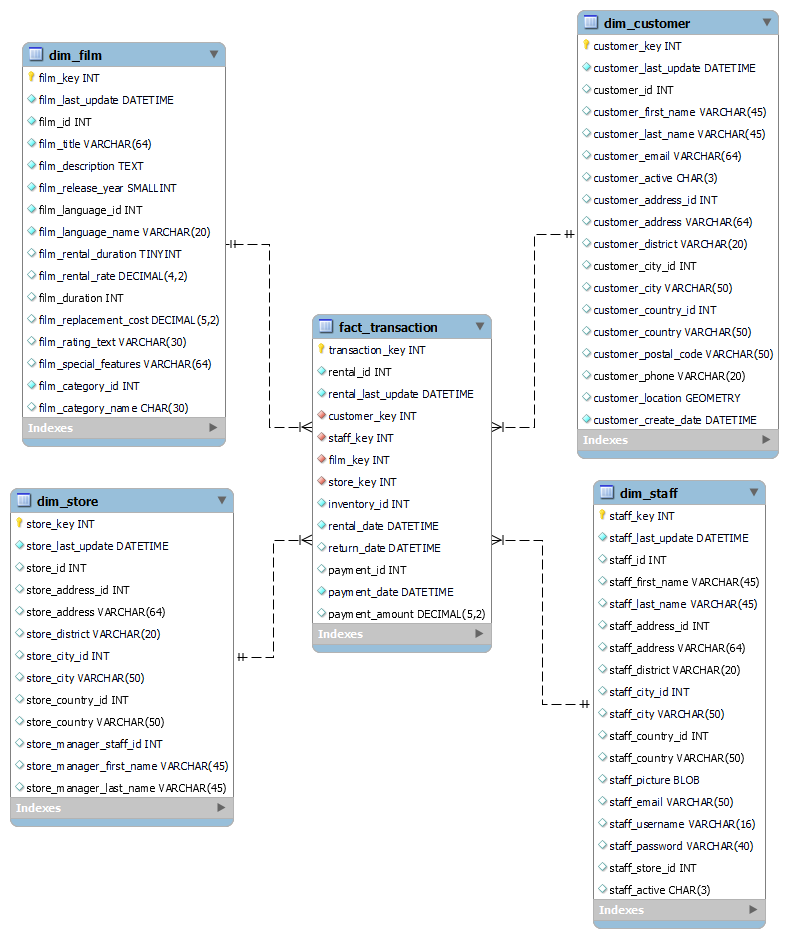 dim_film
film_key INT
film_last_update DATETIME
film_id INT
film_title VARCHAR(64)
film_description TEXT
film_release_year SMALLINT
film_language_id INT
film_language_name VARCHAR(20)
film_rental_duration TINYINT
film_rental_rate DECIMAL(4,2)
film_duration INT
film_replacement_cost DECIMAL(5,2)
film_rating_text VARCHAR(30)
film_special_features VARCHAR(64)
film_category_id INT
film_category_name CHAR(30)
Indexes
dim_customer
customer_key INT
customer_last_update DATETIME
customer_id INT
customer_first_name VARCHAR(45)
customer_last_name VARCHAR(45)
customer_email VARCHAR(64)
customer_active CHAR(3)
customer_address_id INT
customer_address VARCHAR(64)
customer_district VARCHAR(20)
customer_city_id INT
customer_city VARCHAR(50)
customer_country_id INT
customer_country VARCHAR(50)
customer_postal_code VARCHAR(50)
customer_phone VARCHAR(20)
customer_location GEOMETRY
customer_create_date DATETIME
Indexes
fact_transaction
transaction_key INT
rental_id INT
rental_last_update DATETIME
customer_key INT
staff_key INT
film_key INT
store_key INT
inventory_id INT
rental_date DATETIME
return_date DATETIME
payment_id INT
payment_date DATETIME
payment_amount DECIMAL(5,2)
Indexes
dim_store
store_key INT
store_last_update DATETIME
store_id INT
store_address_id INT
store_address VARCHAR(64)
store_district VARCHAR(20)
store_city_id INT
store_city VARCHAR(50)
store_country_id INT
store_country VARCHAR(50)
store_manager_staff_id INT
store_manager_first_name VARCHAR(45)
store_manager_last_name VARCHAR(45)
Indexes
dim_staff
staff_key INT
staff_last_update DATETIME
staff_id INT
staff_first_name VARCHAR(45)
staff_last_name VARCHAR(45)
staff_address_id INT
staff_address VARCHAR(64)
staff_district VARCHAR(20)
staff_city_id INT
staff_city VARCHAR(50)
staff_country_id INT
staff_country VARCHAR(50)
staff_picture BLOB
staff_email VARCHAR(50)
staff_username VARCHAR(16)
staff_password VARCHAR(40)
staff_store_id INT
staff_active CHAR(3)
Indexes